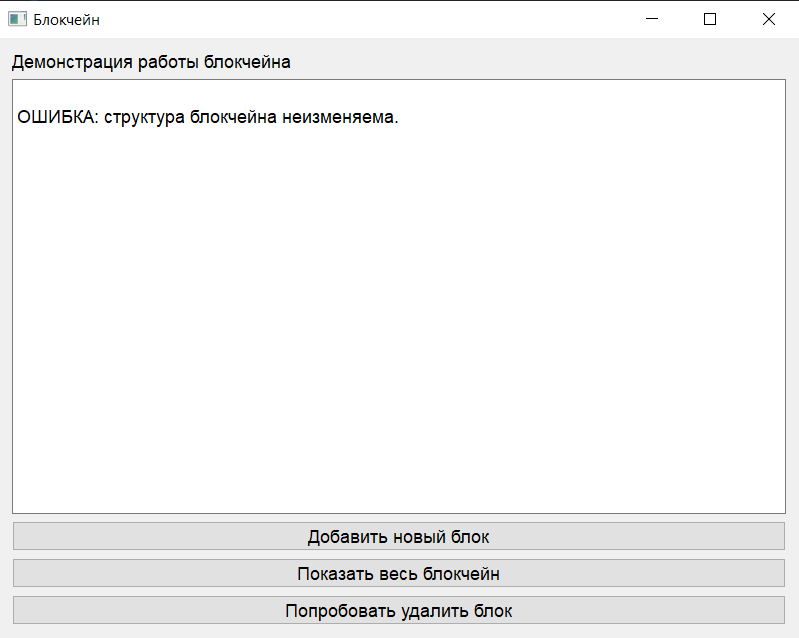 Блокчейн
Демонстрация работы блокчейна
ОШИБКА: структура блокчейна неизменяема.
Добавить новый блок
Показать весь блокчейн
Попробовать удалить блок